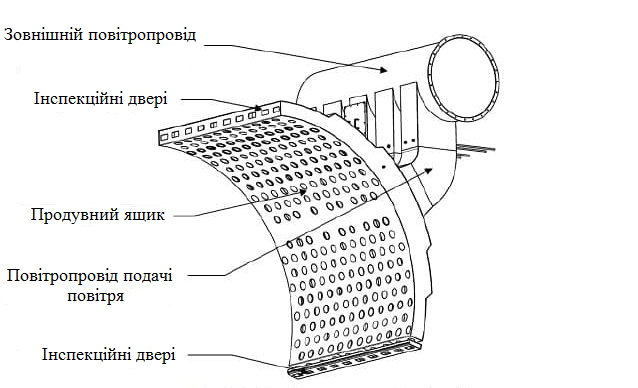 Зовнішній повітропровід
Інспекційні двері
Продувний ящик
Повітропровід подачі
повітря
Інспекційні двері